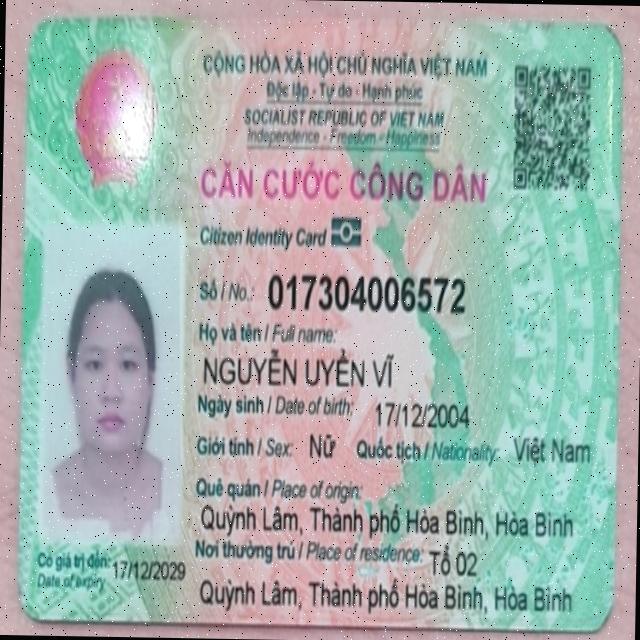 CỘNG HÒA XÃ HỘI CHỦ NGHĨA VIỆT NAM
Độc lập - Tự do - Hạnh phúc
SOCIALIST REPUBLIC OF VIET NAM
Independence - Freedom - Happiness
CĂN CƯỚC CÔNG DÂN
Citizen Identity Card
Số / No.: 017304006572
Họ và tên / Full name:
NGUYỄN UYỂN VĨ
Ngày sinh / Date of birth: 17/12/2004
Giới tính / Sex: Nữ Quốc tịch / Nationality: Việt Nam
Quê quán / Place of origin:
Quỳnh Lâm, Thành phố Hòa Bình, Hòa Bình
Nơi thường trú / Place of residence: Tổ 02
Quỳnh Lâm, Thành phố Hòa Bình, Hòa Bình
Có giá trị đến: 17/12/2029
Date of expiry